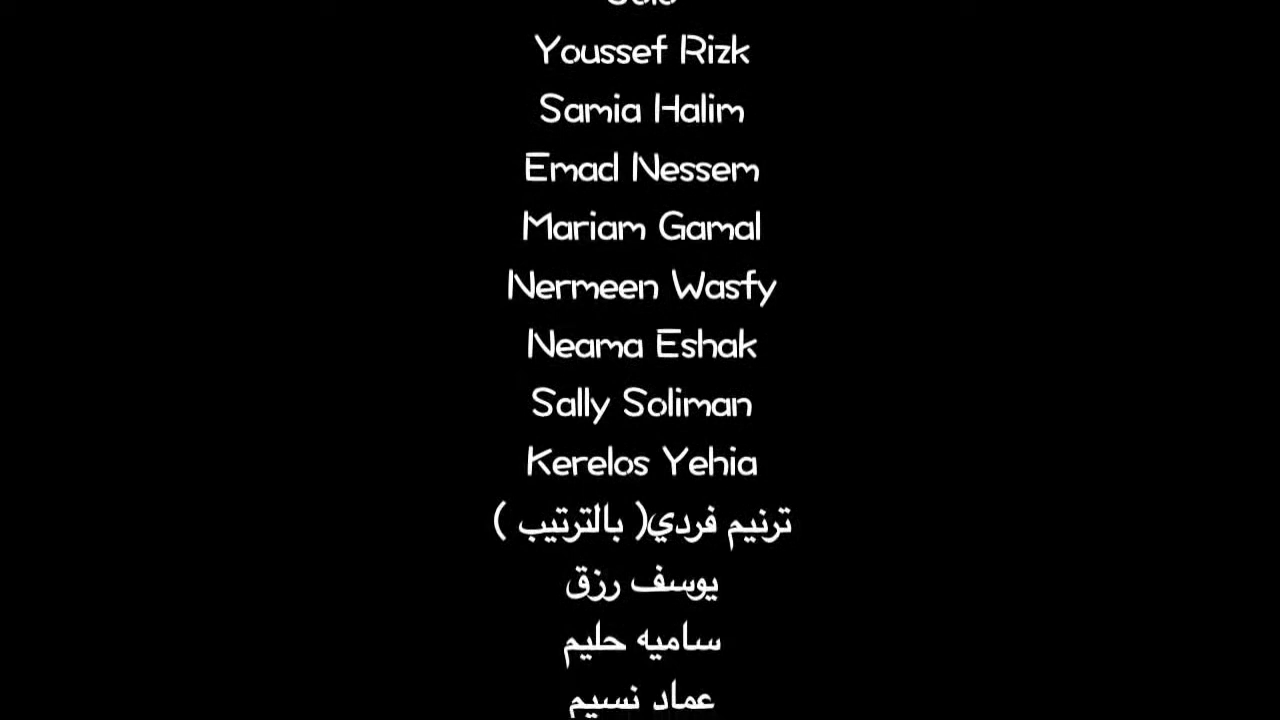 Youssef Rizk
Samia Halim
Emad Nessem
Mariam Gamal
Nermeen Wasfy
Neama Eshak
Sally Soliman
Kerelos Yehia
ترنيم فردي( بالترتيب )
يوسف رزق
ساميه حليم
عماد نسيم